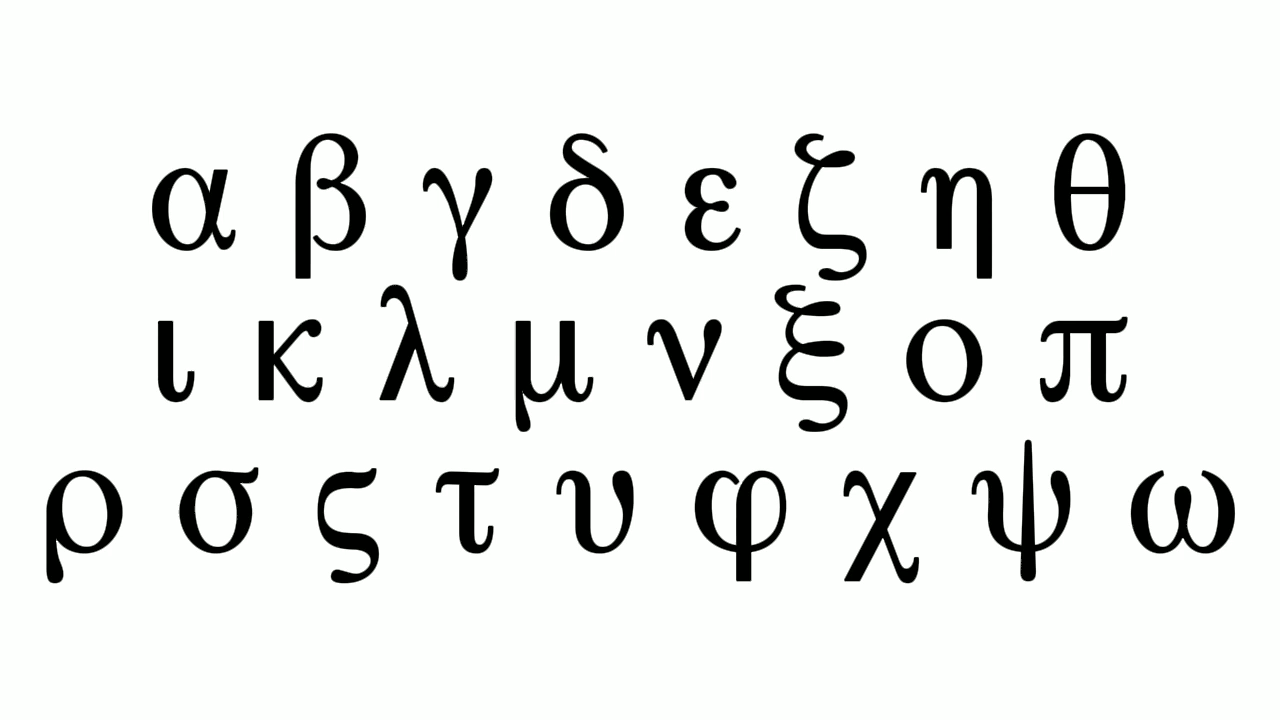 α β γ δ ε ζ η θ
ι κ λ μ ν ξ ο π
ρ σ ς τ υ φ χ ψ ω